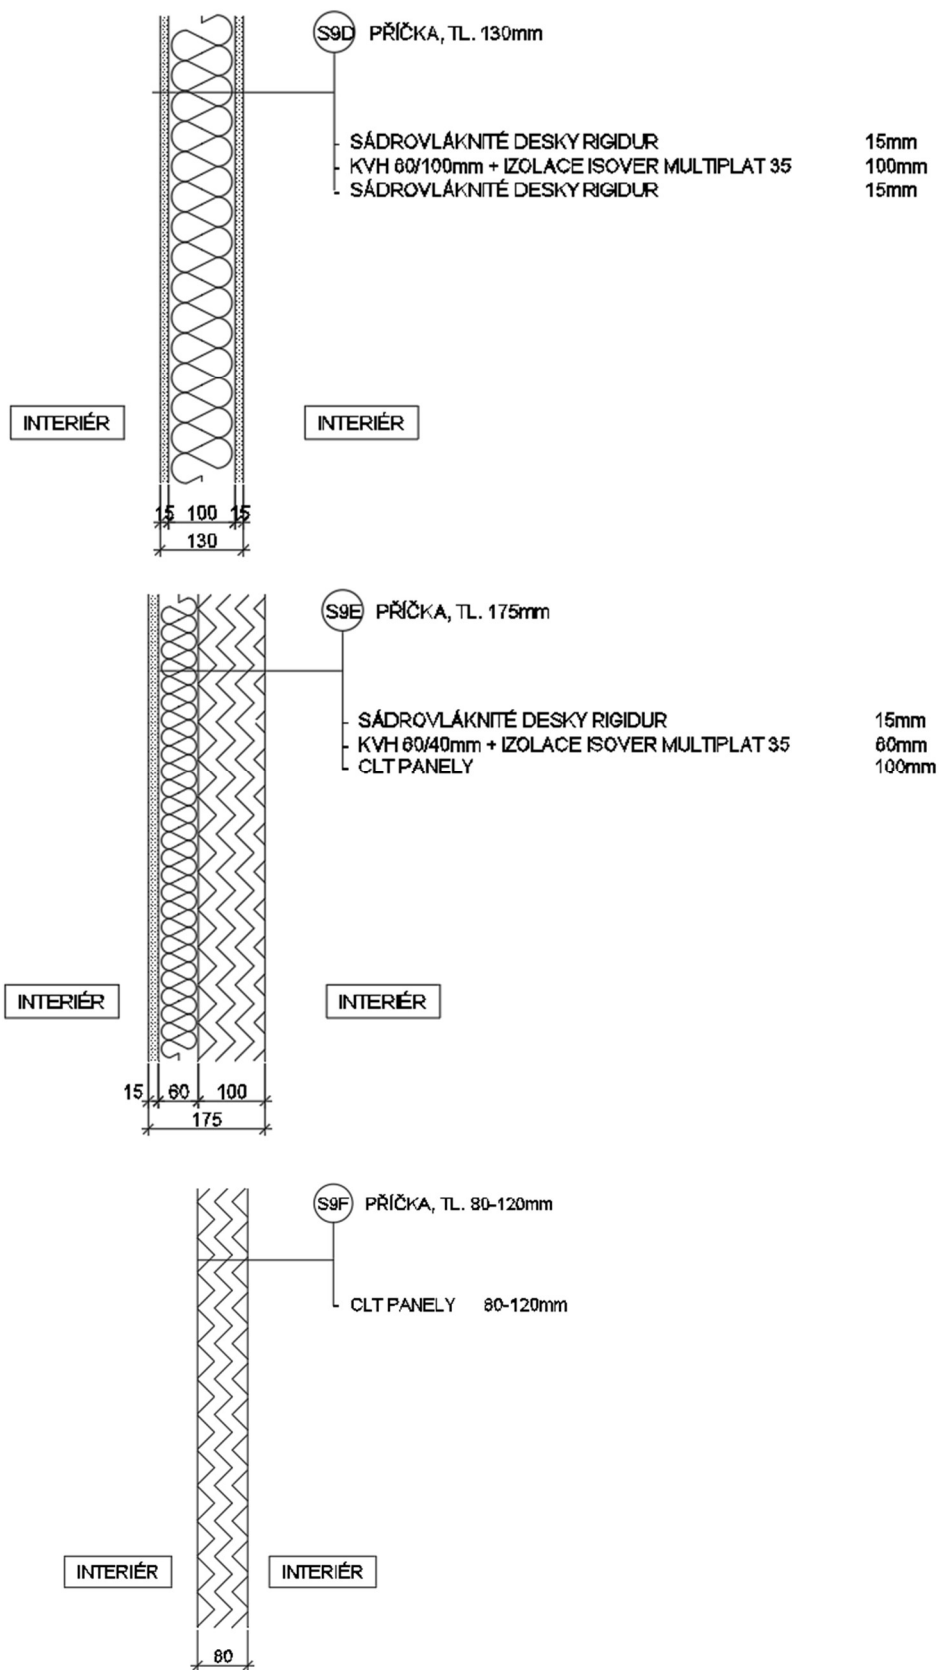 S9D PŘÍČKA, TL. 130mm
SÁDROVLÁKNITÉ DESKY RIGIDUR 15mm
KVH 60/100mm + IZOLACE ISOVER MULTIPLAT 35 100mm
SÁDROVLÁKNITÉ DESKY RIGIDUR 15mm
INTERIÉR INTERIÉR
15 100 15
130
S9E PŘÍČKA, TL. 175mm
SÁDROVLÁKNITÉ DESKY RIGIDUR 15mm
KVH 60/40mm + IZOLACE ISOVER MULTIPLAT 35 60mm
CLT PANELY 100mm
INTERIÉR INTERIÉR
15 60 100
175
S9F PŘÍČKA, TL. 80-120mm
CLT PANELY 80-120mm
INTERIÉR INTERIÉR
80